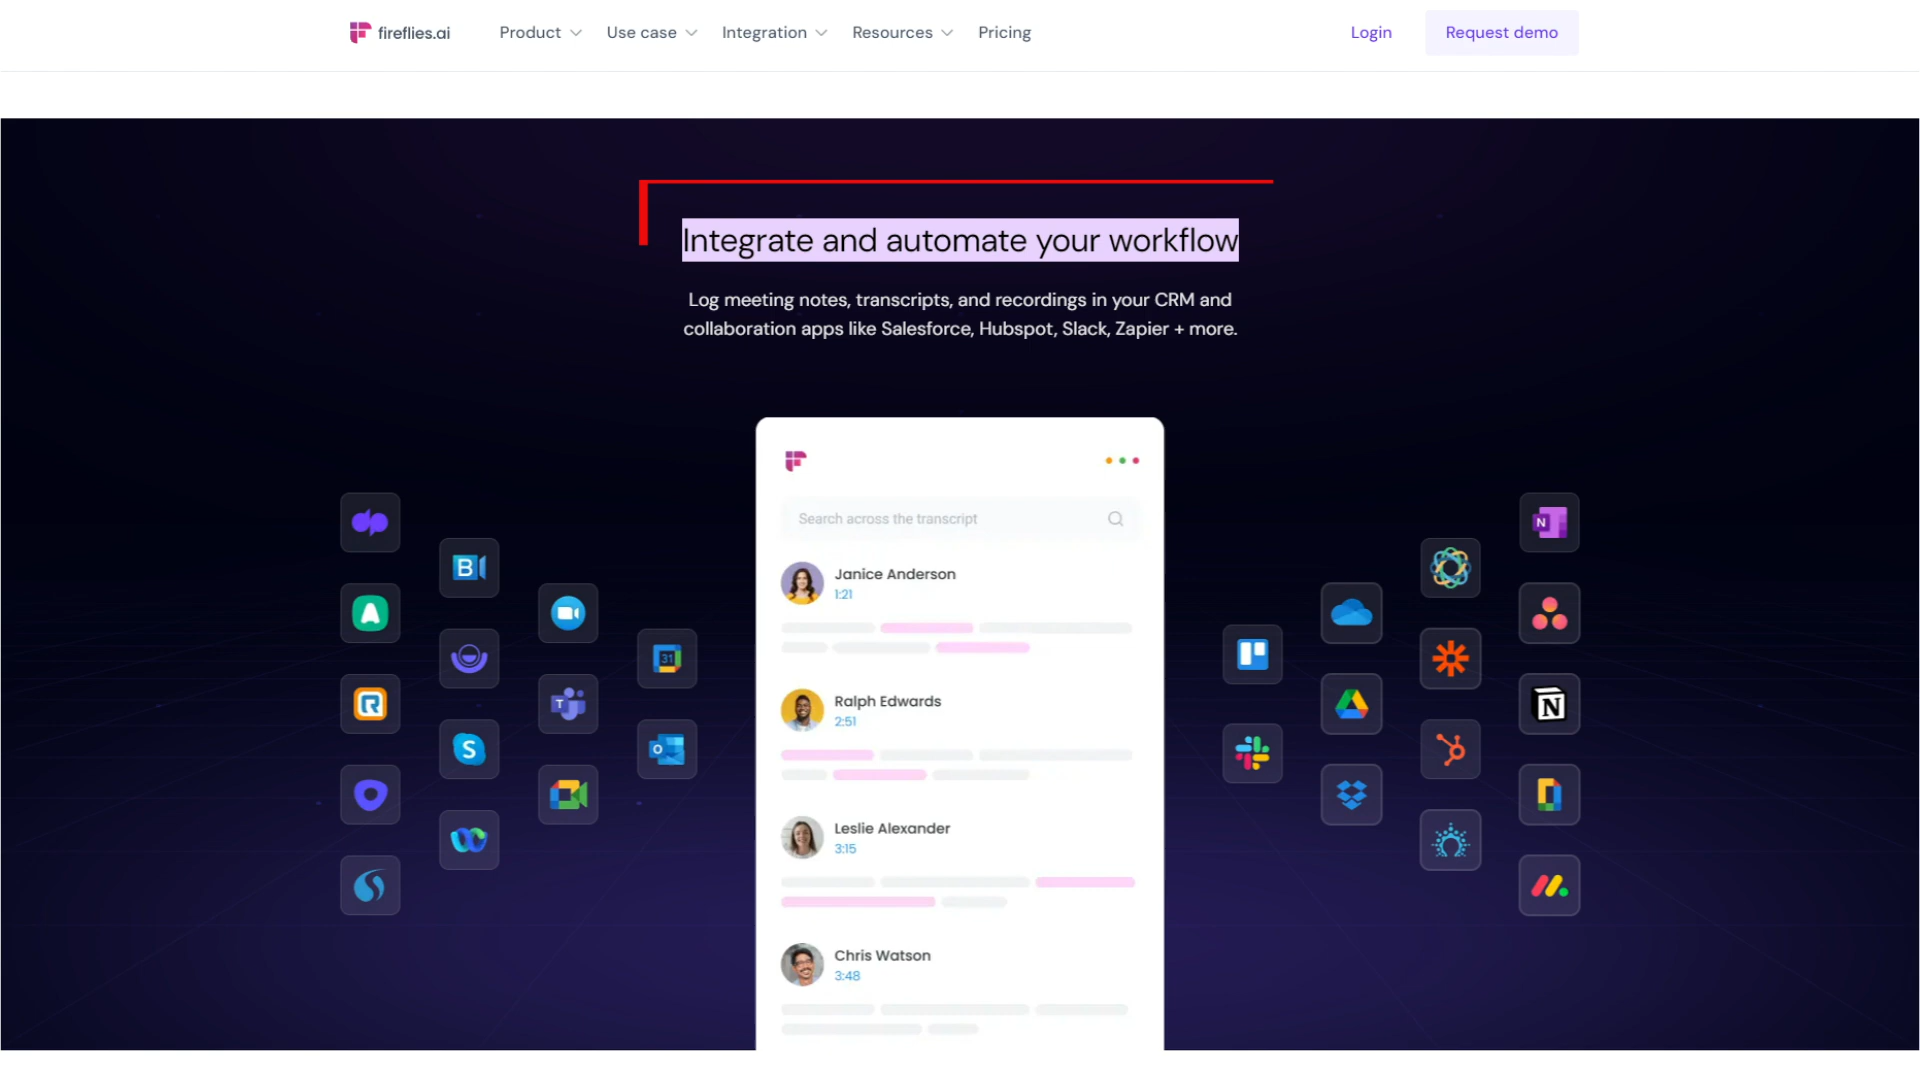 fireflies.ai Product Use case Integration Resources Pricing Login Request demo
Integrate and automate your workflow
Log meeting notes, transcripts, and recordings in your CRM and
collaboration apps like Salesforce, Hubspot, Slack, Zapier + more.
Search across the transcript
Janice Anderson
1:21
Ralph Edwards
2:51
Leslie Alexander
3:15
Chris Watson
3:48
B
31
T
S
O
N
N